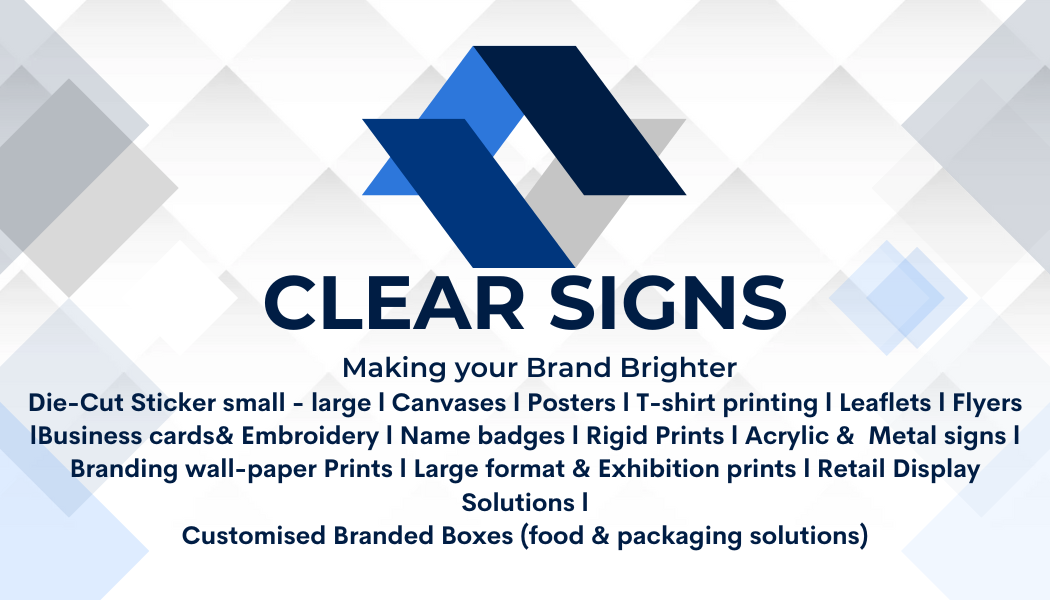 CLEAR SIGNS
Making your Brand Brighter
Die-Cut Sticker small - large l Canvases l Posters l T-shirt printing l Leaflets l Flyers
lBusiness cards& Embroidery l Name badges l Rigid Prints l Acrylic &  Metal signs l
Branding wall-paper Prints l Large format & Exhibition prints l Retail Display
Solutions l
Customised Branded Boxes (food & packaging solutions)